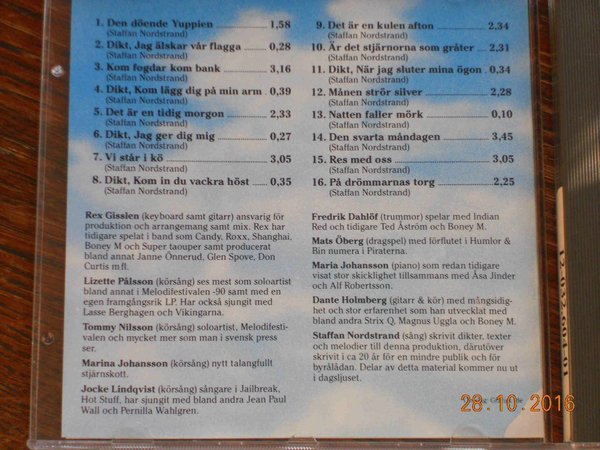 1. Den döende Yuppien 1,58
(Staffan Nordstrand)
2. Dikt, Jag älskar vår flagga 0,28
(Staffan Nordstrand)
3. Kom fogdar kom bank 3,16
(Staffan Nordstrand)
4. Dikt, Kom lägg dig på min arm 0,39
(Staffan Nordstrand)
5. Det är en tidig morgon 2,33
(Staffan Nordstrand)
6. Dikt, Jag ger dig mig 0,27
(Staffan Nordstrand)
7. Vi står i kö 3,05
(Staffan Nordstrand)
8. Dikt, Kom in du vackra höst 0,35
(Staffan Nordstrand)
9. Det är en kulen afton 2,34
(Staffan Nordstrand)
10. Är det stjärnorna som gråter 2,31
(Staffan Nordstrand)
11. Dikt, När jag sluter mina ögon 0,34
(Staffan Nordstrand)
12. Månen strör silver 2,28
(Staffan Nordstrand)
13. Natten faller mörk 0,10
(Staffan Nordstrand)
14. Den svarta måndagen 3,45
(Staffan Nordstrand)
15. Res med oss 3,05
(Staffan Nordstrand)
16. På drömmarnas torg 2,25
(Staffan Nordstrand)
Rex Gisslen (keyboard samt gitarr) ansvarig för
produktion och arrangemang samt mix. Rex har
tidigare spelat i band som Candy, Roxx, Shanghai,
Boney M och Super taouper samt producerat
bland annat Janne Önnerud, Glen Spove, Don
Curtis mfl.
Lizette Pålsson (körsång) ses mest som soloartist
bland annat i Melodifestivalen -90 samt med en
egen framgångsrik LP. Har också sjungit med
Lasse Berghagen och Vikingarna.
Tommy Nilsson (körsång) soloartist, Melodifesti-
valen och mycket mer som man i svensk press
ser.
Marina Johansson (körsång) nytt talangfullt
stjärnskott.
Jocke Lindqvist (körsång) sångare i Jailbreak,
Hot Stuff, har sjungit med bland andra Jean Paul
Wall och Pernilla Wahlgren.
Fredrik Dahlöf (trummor) spelar med Indian
Red och tidigare Ted Åström och Boney M.
Mats Öberg (dragspel) med förflutet i Humlor &
Bin numera i Piraterna.
Maria Johansson (piano) som redan tidigare
visat stor skicklighet tillsammans med Åsa Jinder
och Alf Robertsson.
Dante Holmberg (gitarr & kör) med mångsidig-
het och stor erfarenhet som han utvecklat med
bland andra Strix Q, Magnus Uggla och Boney M.
Staffan Nordstrand (sång) skrivit dikter, texter
och melodier till denna produktion, därutöver
skrivit i ca 20 år för en mindre publik och för
byrålådan. Delar av detta material kommer nu ut
i dagsljuset.
28.10.2016